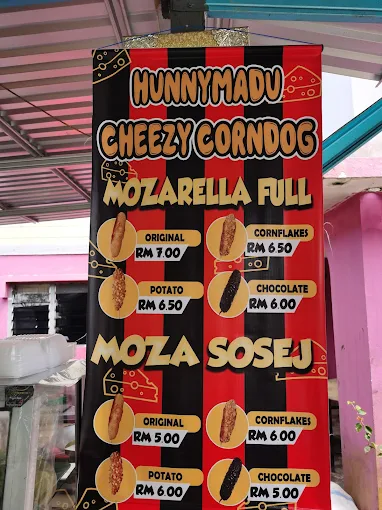 HUNNYMADU
CHEEZY CORNDOG
MOZARELLA FULL
ORIGINAL
RM 7.00
CORNFLAKES
RM 6.50
POTATO
RM 6.50
CHOCOLATE
RM 6.00
MOZA SOSEJ
ORIGINAL
RM 5.00
CORNFLAKES
RM 6.00
POTATO
RM 6.00
CHOCOLATE
RM 5.00